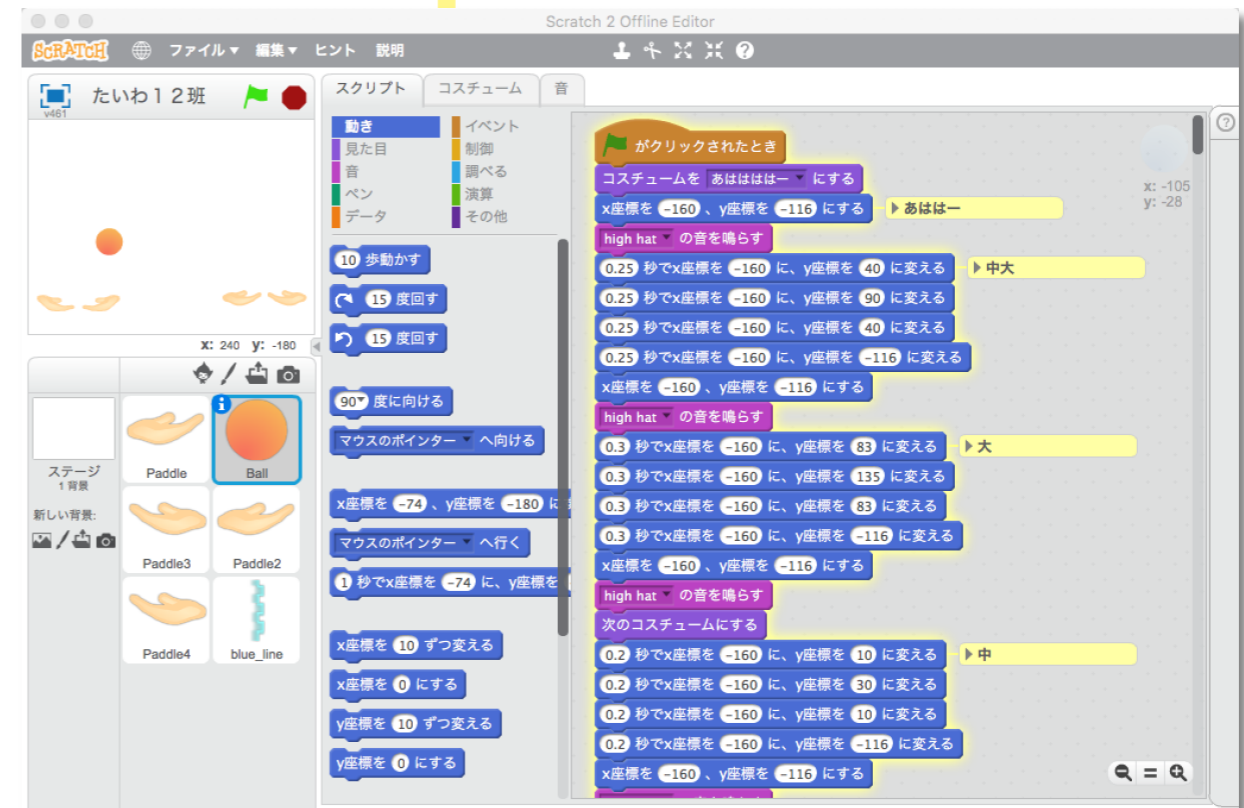 Scratch 2 Offline Editor
SCRATCH ファイル▼ 編集▼ ヒント 説明
v461 たいわ12班
X: 240 y: -180
ステージ
1 背景
新しい背景:
Paddle
Ball
Paddle3
Paddle2
Paddle4
blue_line
スクリプト コスチューム 音
動き イベント
見た目 制御
音 調べる
ペン 演算
データ その他
10 歩動かす
15 度回す
15 度回す
90▼ 度に向ける
マウスのポインター▼ へ向ける
x座標を -74 、y座標を -180 に
マウスのポインター▼ へ行く
1 秒でx座標を -74 に、y座標を
x座標を 10 ずつ変える
x座標を 0 にする
y座標を 10 ずつ変える
y座標を 0 にする
がクリックされたとき
コスチュームを あはははは―▼ にする
x座標を -160 、y座標を -116 にする ▶ あはは―
high hat▼ の音を鳴らす
0.25 秒でx座標を -160 に、y座標を 40 に変える ▶ 中大
0.25 秒でx座標を -160 に、y座標を 90 に変える
0.25 秒でx座標を -160 に、y座標を 40 に変える
0.25 秒でx座標を -160 に、y座標を -116 に変える
x座標を -160 、y座標を -116 にする
high hat▼ の音を鳴らす
0.3 秒でx座標を -160 に、y座標を 83 に変える ▶ 大
0.3 秒でx座標を -160 に、y座標を 135 に変える
0.3 秒でx座標を -160 に、y座標を 83 に変える
0.3 秒でx座標を -160 に、y座標を -116 に変える
x座標を -160 、y座標を -116 にする
high hat▼ の音を鳴らす
次のコスチュームにする
0.2 秒でx座標を -160 に、y座標を 10 に変える ▶ 中
0.2 秒でx座標を -160 に、y座標を 30 に変える
0.2 秒でx座標を -160 に、y座標を 10 に変える
0.2 秒でx座標を -160 に、y座標を -116 に変える
x座標を -160 、y座標を -116 にする
x: -105
y: -28